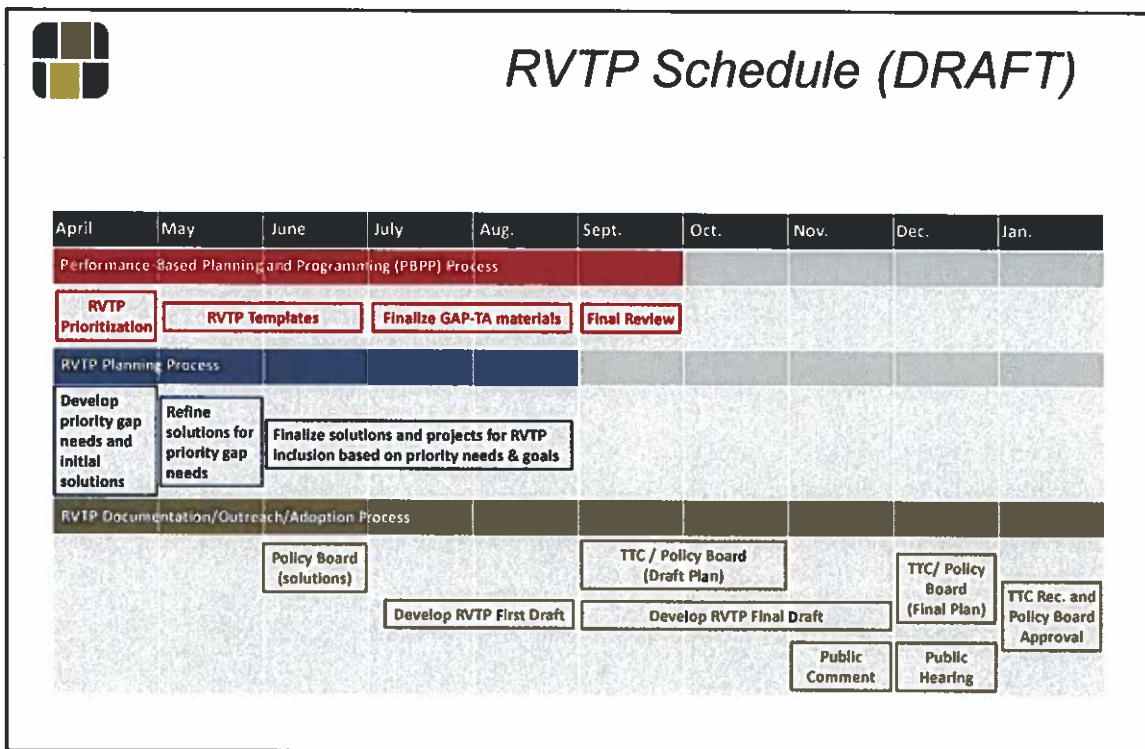 RVTP Schedule (DRAFT)
April May June July Aug. Sept. Oct. Nov. Dec. Jan.
Performance-Based Planning and Programming (PBPP) Process
RVTP
Prioritization
RVTP Templates
Finalize GAP-TA materials
Final Review
RVTP Planning Process
Develop
priority gap
needs and
initial
solutions
Refine
solutions for
priority gap
needs
Finalize solutions and projects for RVTP
inclusion based on priority needs & goals
RVTP Documentation/Outreach/Adoption Process
Policy Board
(solutions)
TTC / Policy Board
(Draft Plan)
TTC/ Policy
Board
(Final Plan)
TTC Rec. and
Policy Board
Approval
Develop RVTP First Draft
Develop RVTP Final Draft
Public
Comment
Public
Hearing